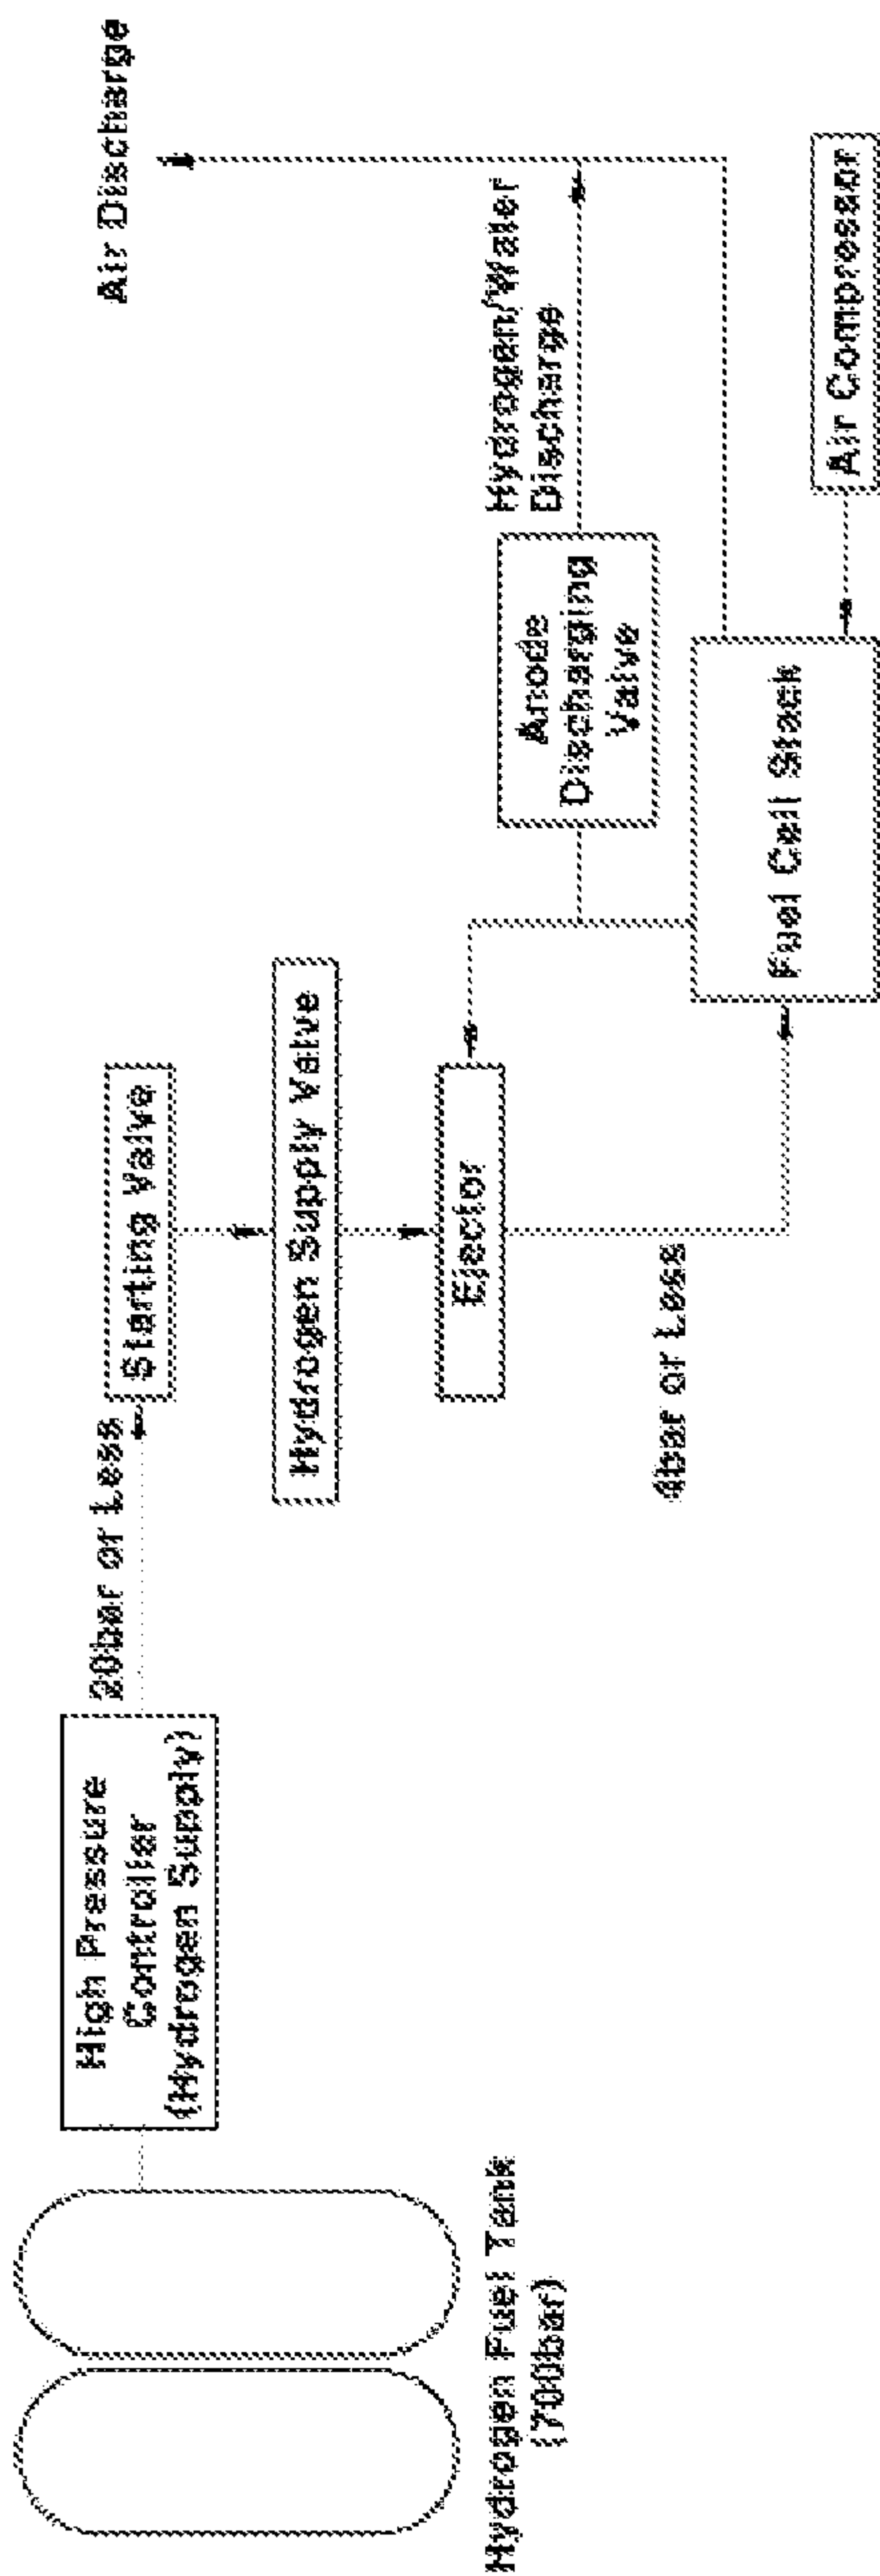 Hydrogen Fuel Tank
(700bar)
High Pressure
Controller
(Hydrogen Supply)
20bar or Less
Starting Valve
Hydrogen Supply Valve
Ejector
4bar or Less
Anode
Discharging
Valve
Hydrogen/Water
Discharge
Fuel Cell Stack
Air Compressor
Air Discharge